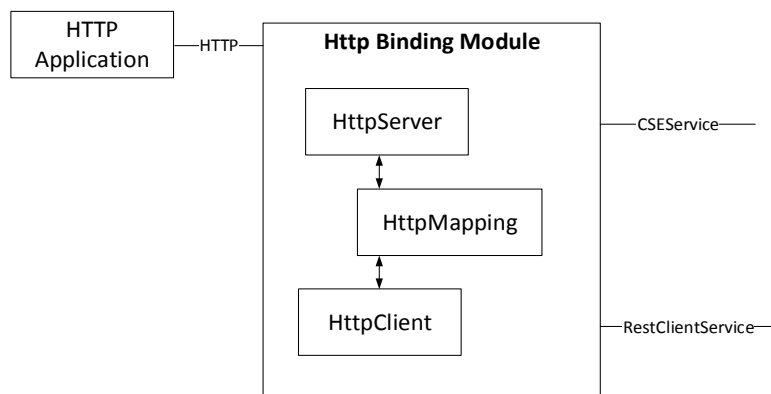 HTTP
Application
HTTP
Http Binding Module
HttpServer
CSEService
HttpMapping
HttpClient
RestClientService